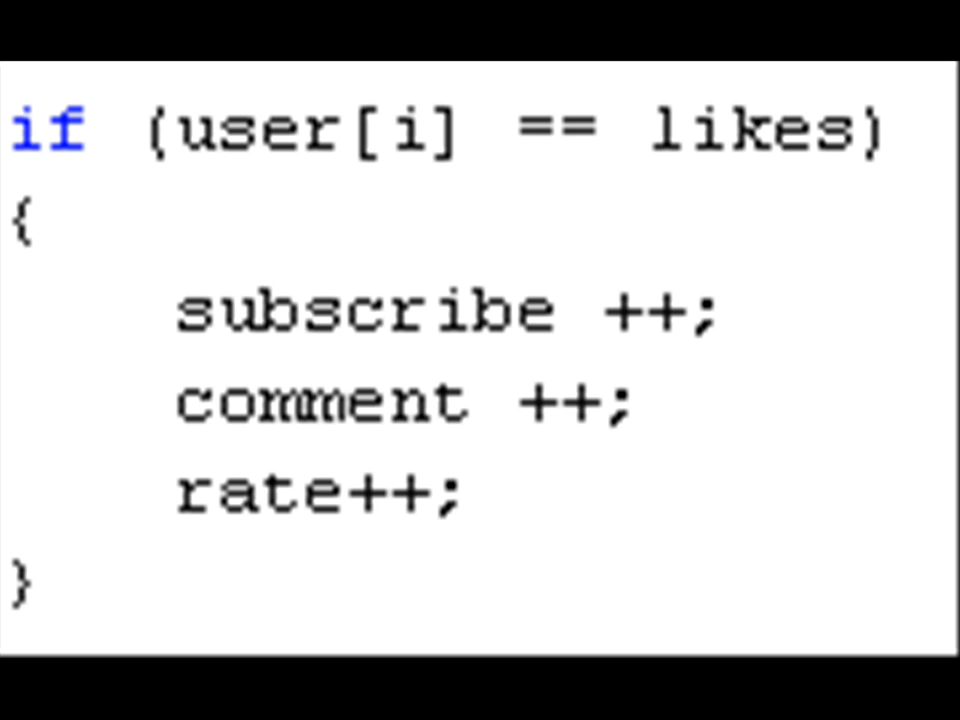 if (user[i] == likes)
{
subscribe ++;
comment ++;
rate++;
}